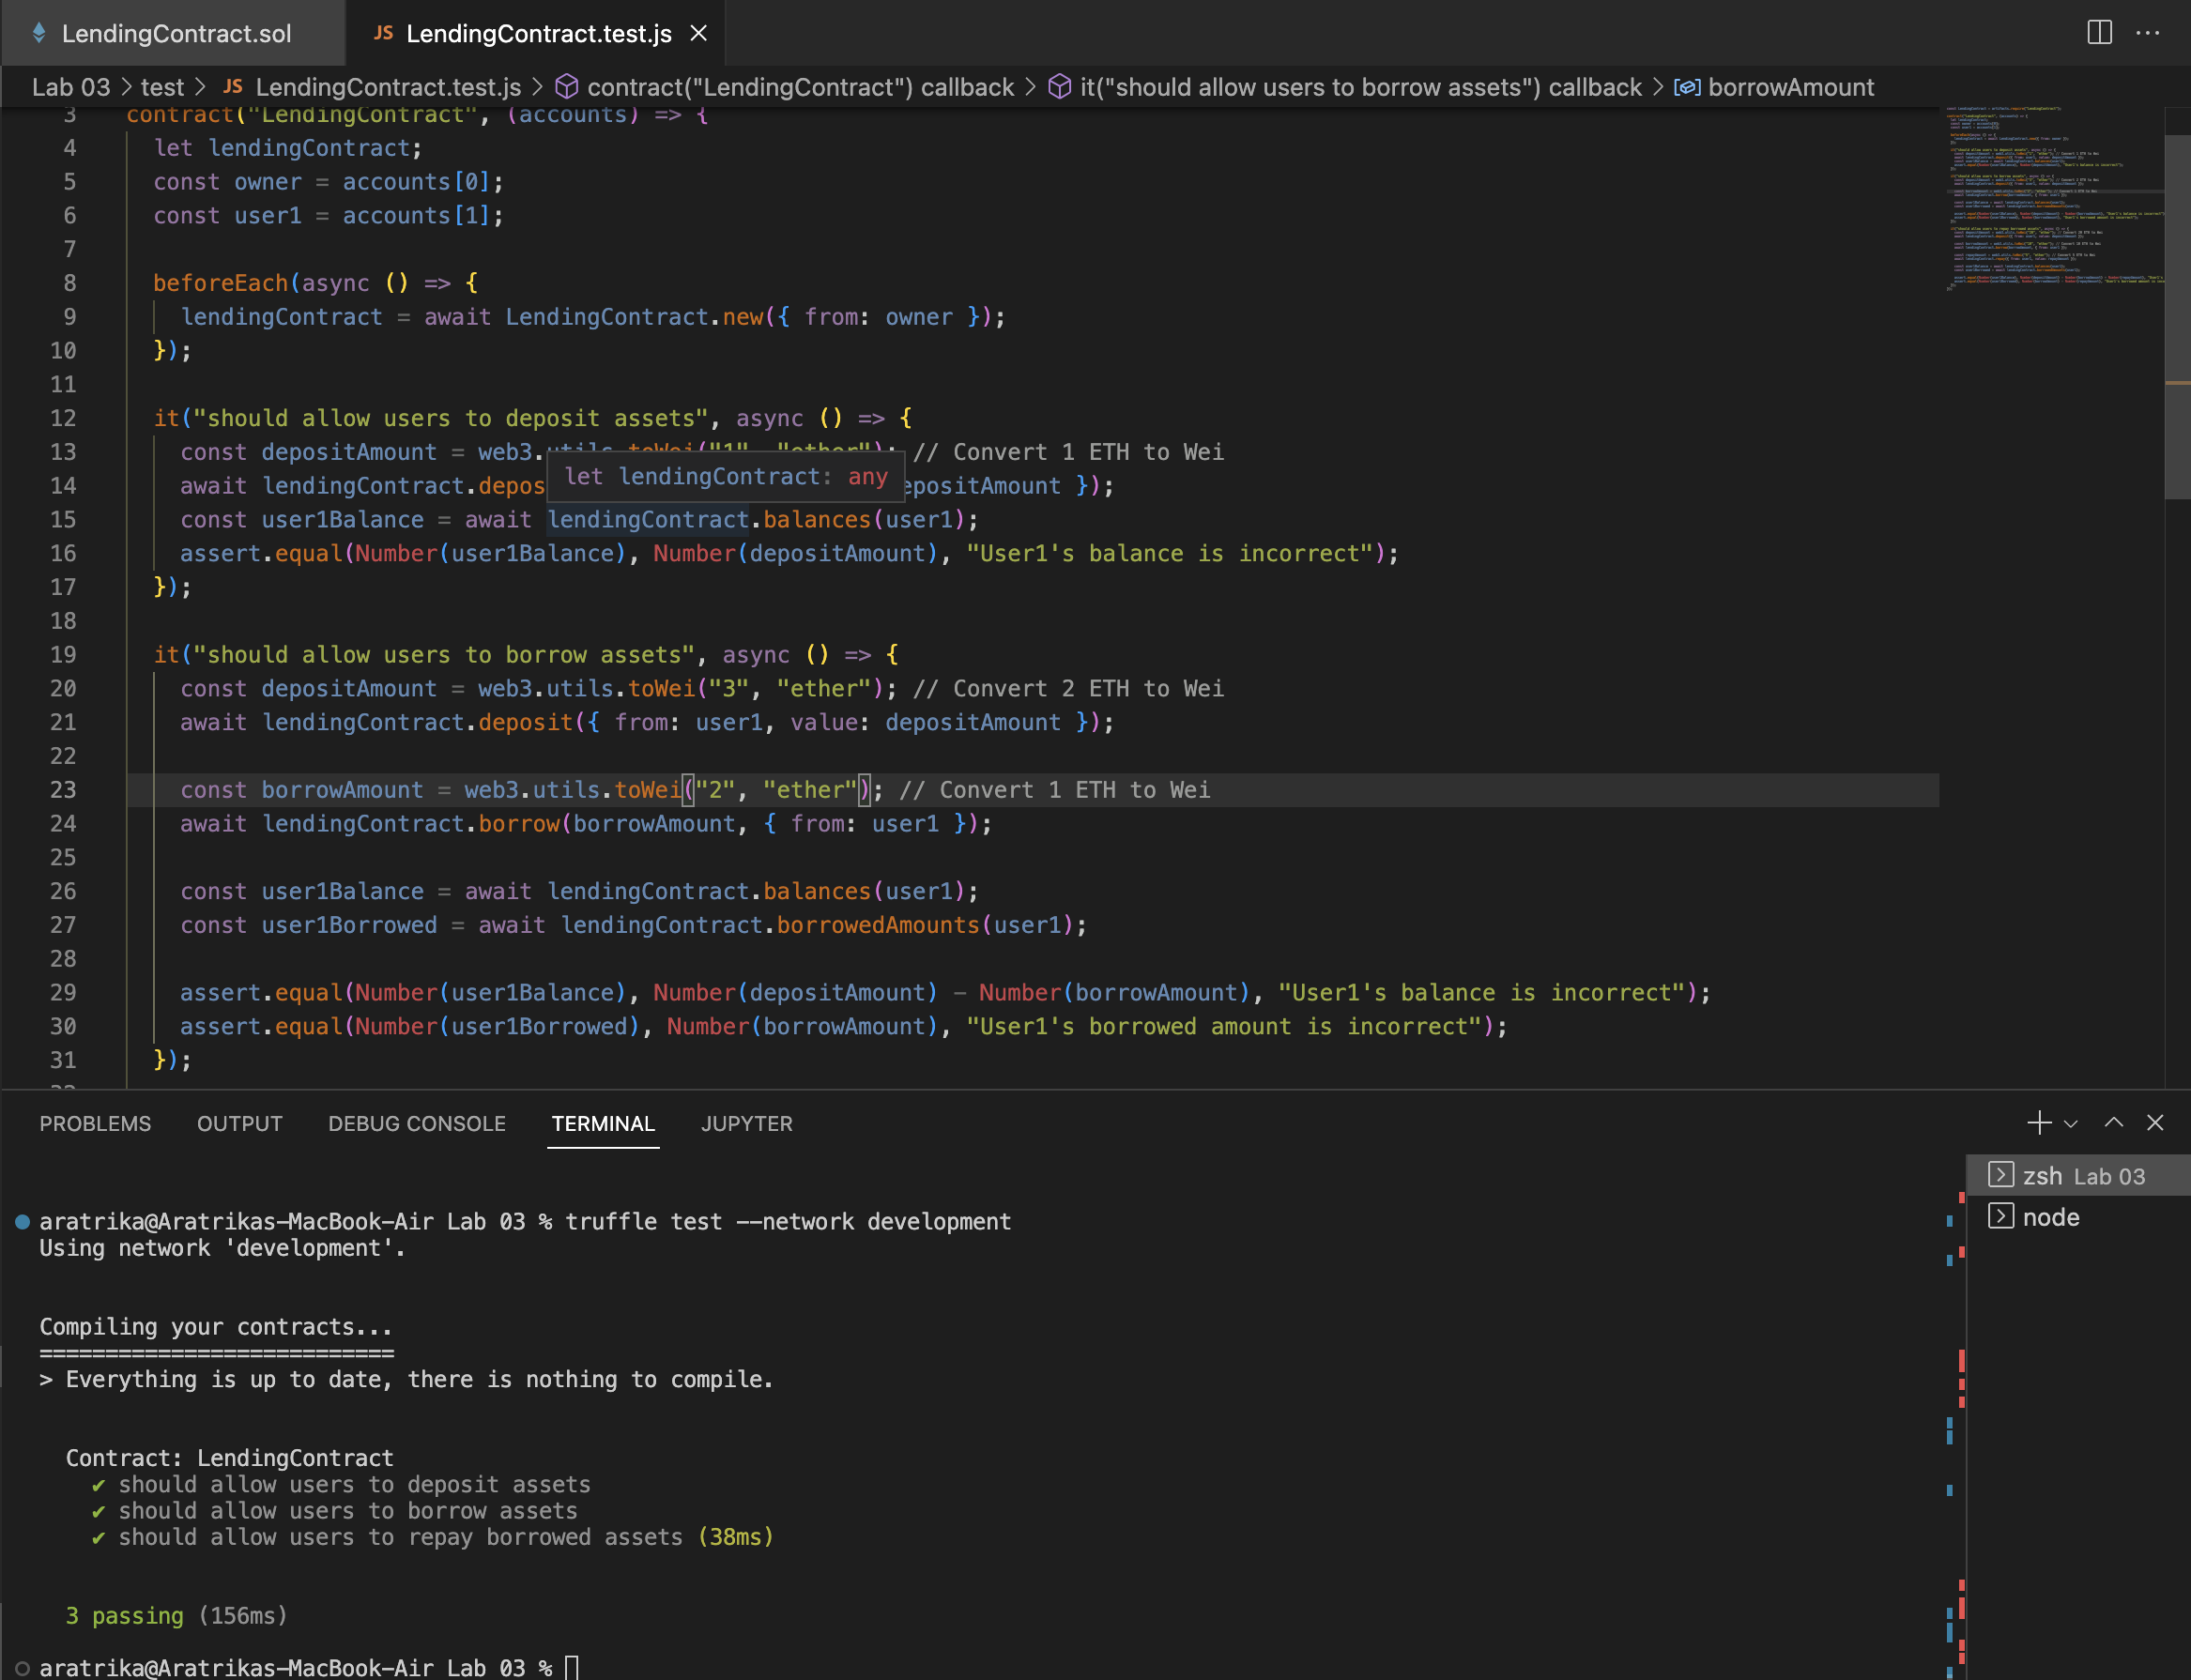 LendingContract.sol JS LendingContract.test.js
Lab 03 > test > JS LendingContract.test.js > contract("LendingContract") callback > it("should allow users to borrow assets") callback > borrowAmount
3 contract("LendingContract", (accounts) => {
4 let lendingContract;
5 const owner = accounts[0];
6 const user1 = accounts[1];
7
8 beforeEach(async () => {
9 lendingContract = await LendingContract.new({ from: owner });
10 });
11
12 it("should allow users to deposit assets", async () => {
13 const depositAmount = web3.utils.toWei("1", "ether"); // Convert 1 ETH to Wei
let lendingContract: any
14 await lendingContract.depos epositAmount });
15 const user1Balance = await lendingContract.balances(user1);
16 assert.equal(Number(user1Balance), Number(depositAmount), "User1's balance is incorrect");
17 });
18
19 it("should allow users to borrow assets", async () => {
20 const depositAmount = web3.utils.toWei("3", "ether"); // Convert 2 ETH to Wei
21 await lendingContract.deposit({ from: user1, value: depositAmount });
22
23 const borrowAmount = web3.utils.toWei("2", "ether"); // Convert 1 ETH to Wei
24 await lendingContract.borrow(borrowAmount, { from: user1 });
25
26 const user1Balance = await lendingContract.balances(user1);
27 const user1Borrowed = await lendingContract.borrowedAmounts(user1);
28
29 assert.equal(Number(user1Balance), Number(depositAmount) - Number(borrowAmount), "User1's balance is incorrect");
30 assert.equal(Number(user1Borrowed), Number(borrowAmount), "User1's borrowed amount is incorrect");
31 });
PROBLEMS OUTPUT DEBUG CONSOLE TERMINAL JUPYTER
zsh Lab 03
node
aratrika@Aratrikas-MacBook-Air Lab 03 % truffle test --network development
Using network 'development'.
Compiling your contracts...
===========================
> Everything is up to date, there is nothing to compile.
Contract: LendingContract
✔ should allow users to deposit assets
✔ should allow users to borrow assets
✔ should allow users to repay borrowed assets (38ms)
3 passing (156ms)
aratrika@Aratrikas-MacBook-Air Lab 03 %